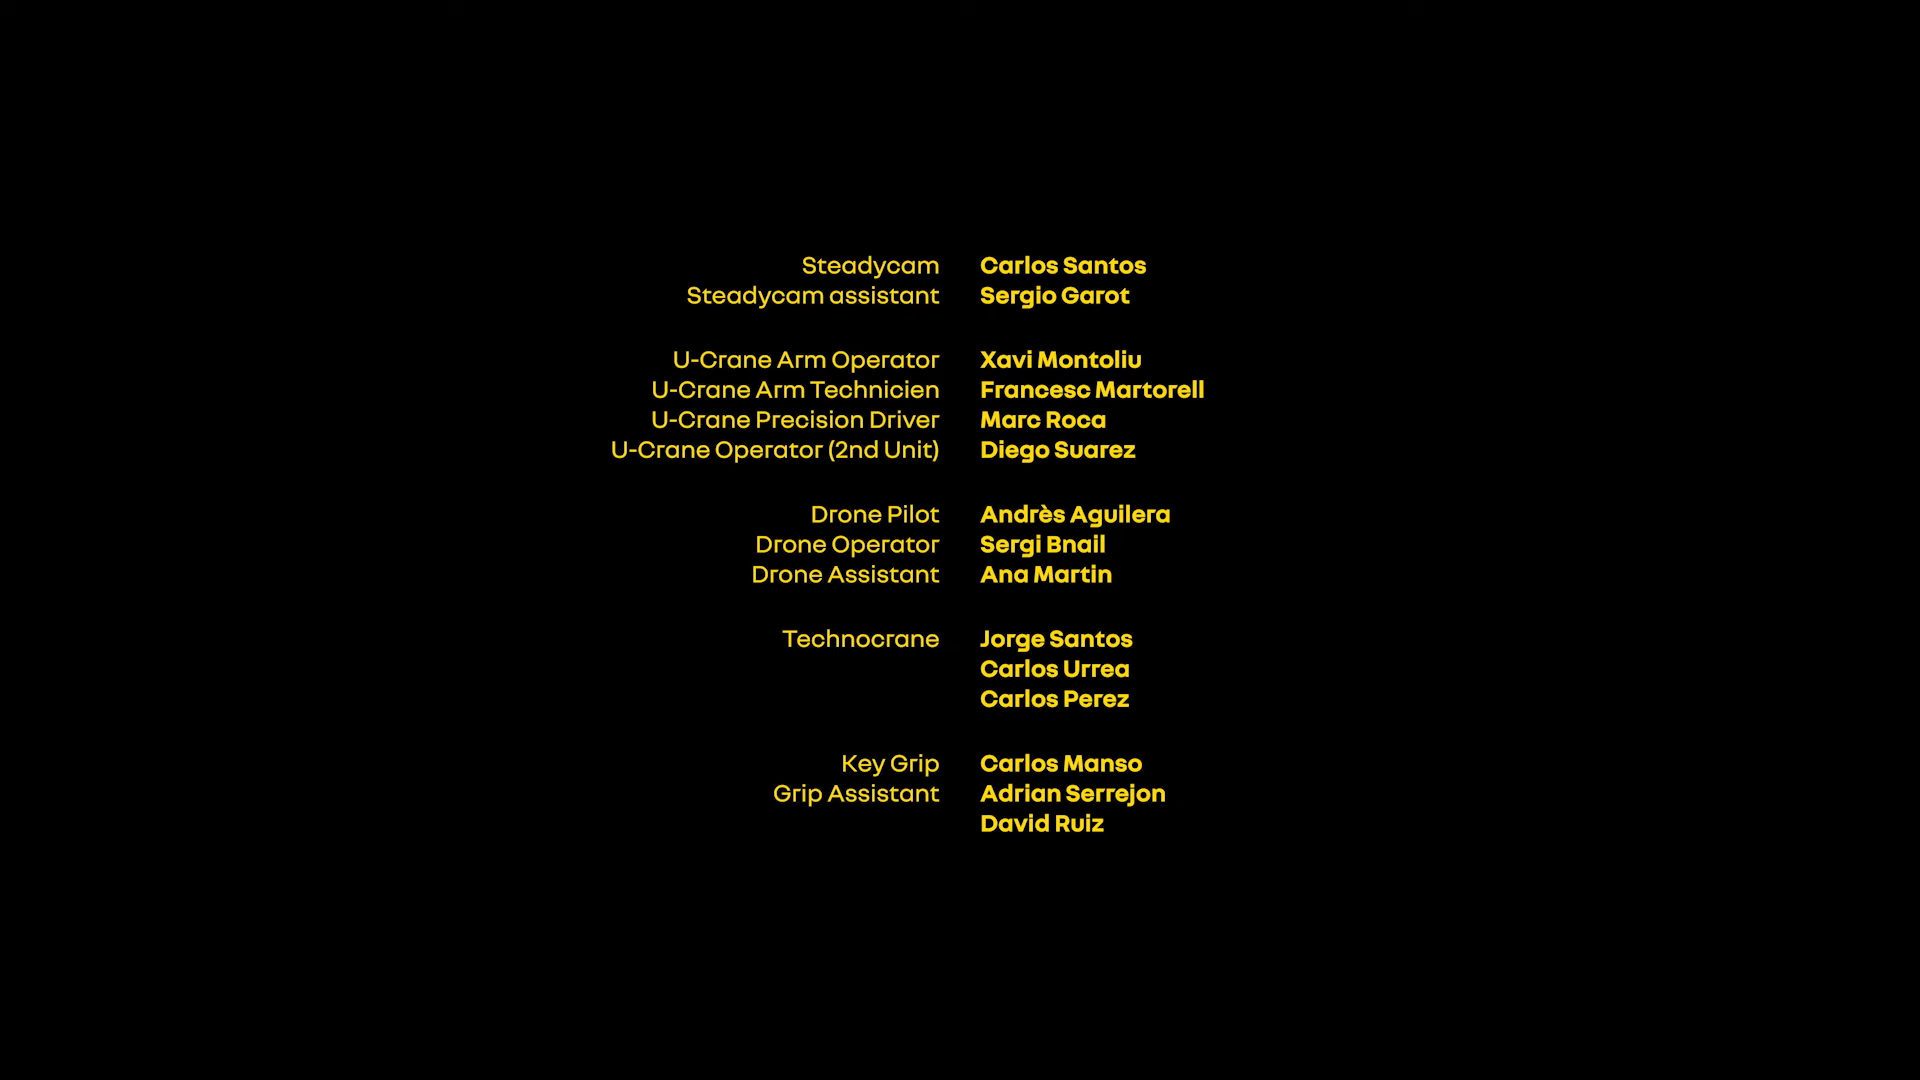 Steadycam Carlos Santos
Steadycam assistant Sergio Garot
U-Crane Arm Operator Xavi Montoliu
U-Crane Arm Technicien Francesc Martorell
U-Crane Precision Driver Marc Roca
U-Crane Operator (2nd Unit) Diego Suarez
Drone Pilot Andrès Aguilera
Drone Operator Sergi Bnail
Drone Assistant Ana Martin
Technocrane Jorge Santos
Carlos Urrea
Carlos Perez
Key Grip Carlos Manso
Grip Assistant Adrian Serrejon
David Ruiz